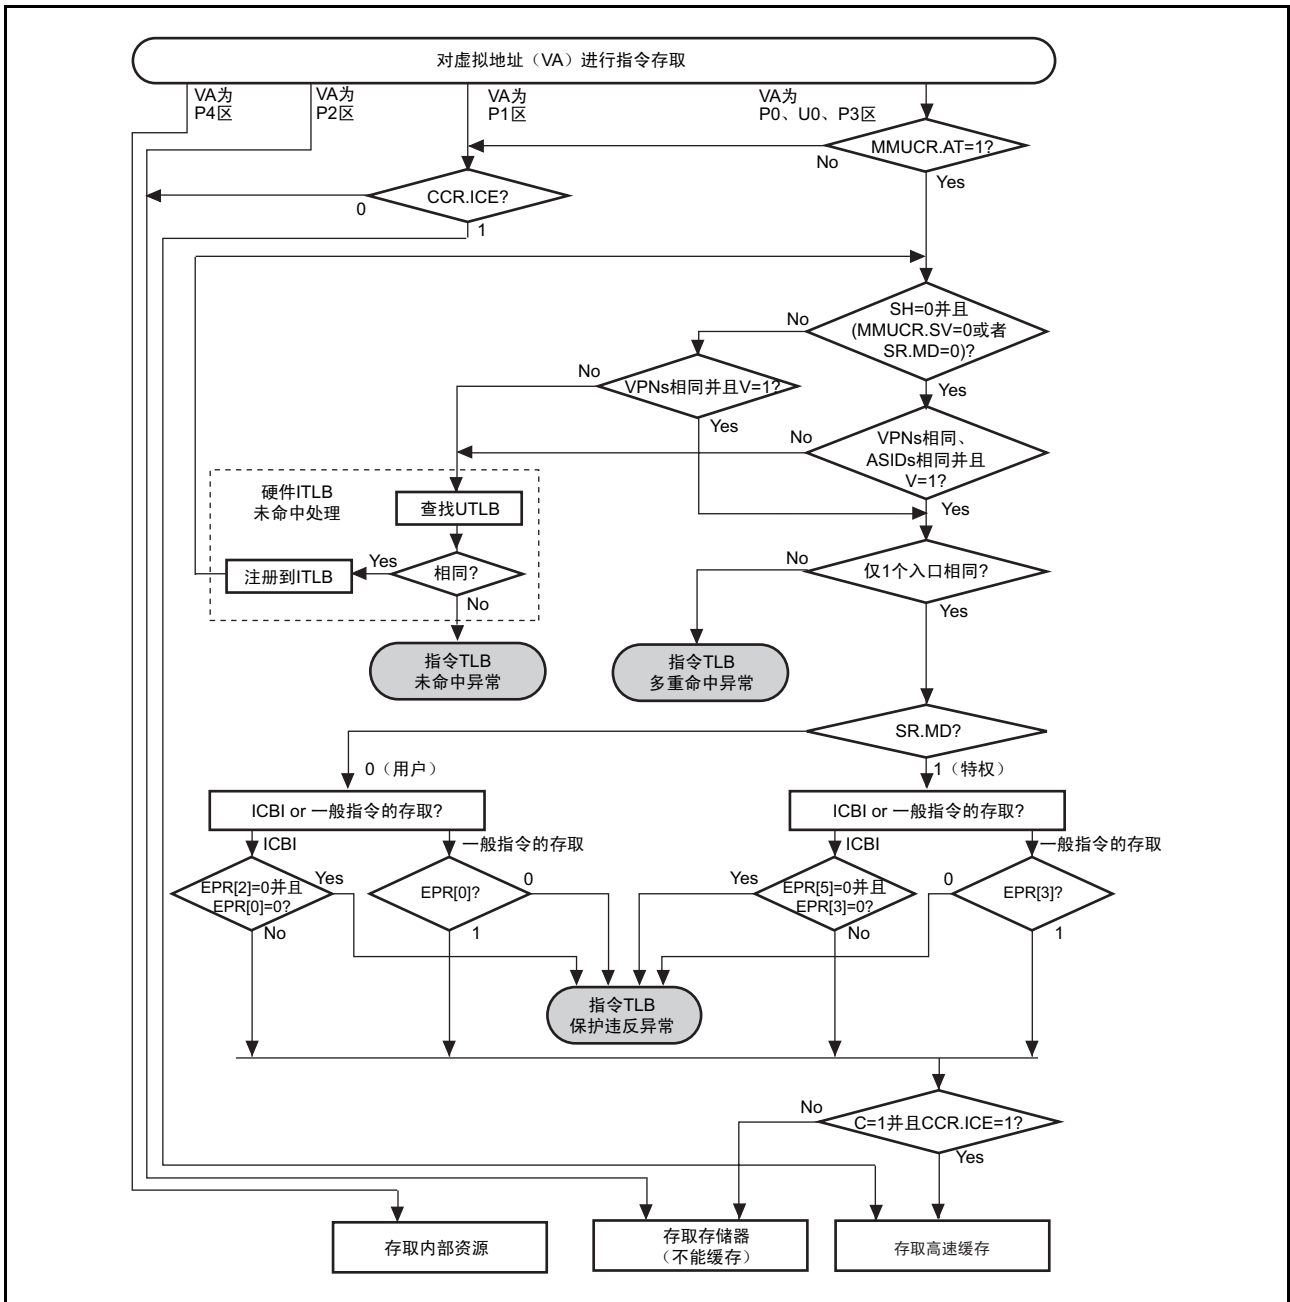 对虚拟地址（VA）进行指令存取
VA为
P4区
VA为
P2区
VA为
P1区
VA为
P0、U0、P3区
MMUCR.AT=1?
No
Yes
CCR.ICE?
0
1
SH=0并且
(MMUCR.SV=0或者
SR.MD=0)?
No
Yes
VPNs相同并且V=1?
No
Yes
VPNs相同、
ASIDs相同并且
V=1?
No
Yes
硬件ITLB
未命中处理
查找UTLB
相同?
Yes
No
注册到ITLB
仅1个入口相同?
No
Yes
指令TLB
未命中异常
指令TLB
多重命中异常
SR.MD?
0（用户）
1（特权）
ICBI or 一般指令的存取?
ICBI or 一般指令的存取?
ICBI
一般指令的存取
ICBI
一般指令的存取
EPR[2]=0并且
EPR[0]=0?
Yes
No
EPR[0]?
0
1
EPR[5]=0并且
EPR[3]=0?
Yes
No
EPR[3]?
0
1
指令TLB
保护违反异常
C=1并且CCR.ICE=1?
No
Yes
存取内部资源
存取存储器
（不能缓存）
存取高速缓存